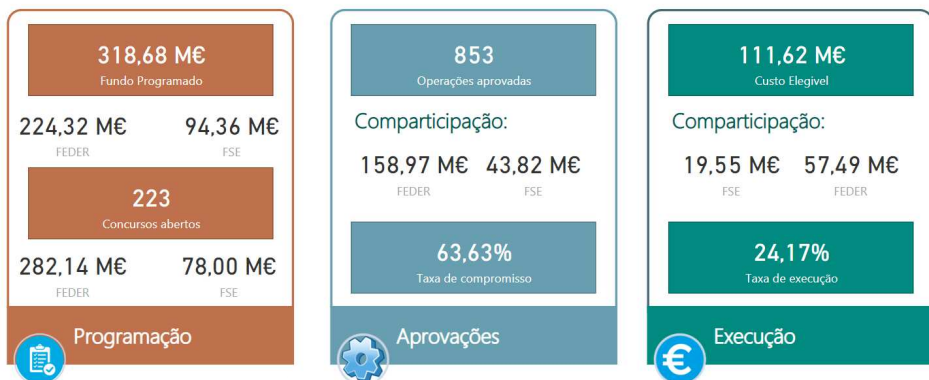 318,68 M€
Fundo Programado
224,32 M€ 94,36 M€
FEDER FSE
223
Concursos abertos
282,14 M€ 78,00 M€
FEDER FSE
Programação
853
Operações aprovadas
Comparticipação:
158,97 M€ 43,82 M€
FEDER FSE
63,63%
Taxa de compromisso
Aprovações
111,62 M€
Custo Elegivel
Comparticipação:
19,55 M€ 57,49 M€
FSE FEDER
24,17%
Taxa de execução
€
Execução